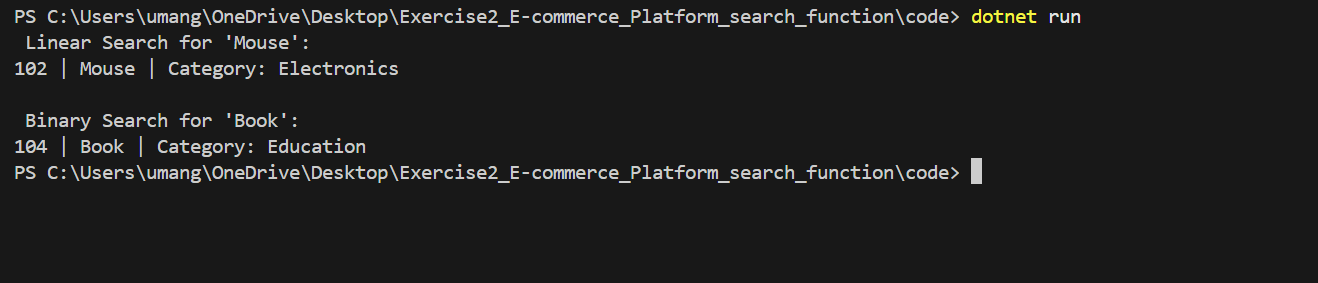 PS C:\Users\umang\OneDrive\Desktop\Exercise2_E-commerce_Platform_search_function\code> dotnet run
 Linear Search for 'Mouse':
102 | Mouse | Category: Electronics

 Binary Search for 'Book':
104 | Book | Category: Education
PS C:\Users\umang\OneDrive\Desktop\Exercise2_E-commerce_Platform_search_function\code>